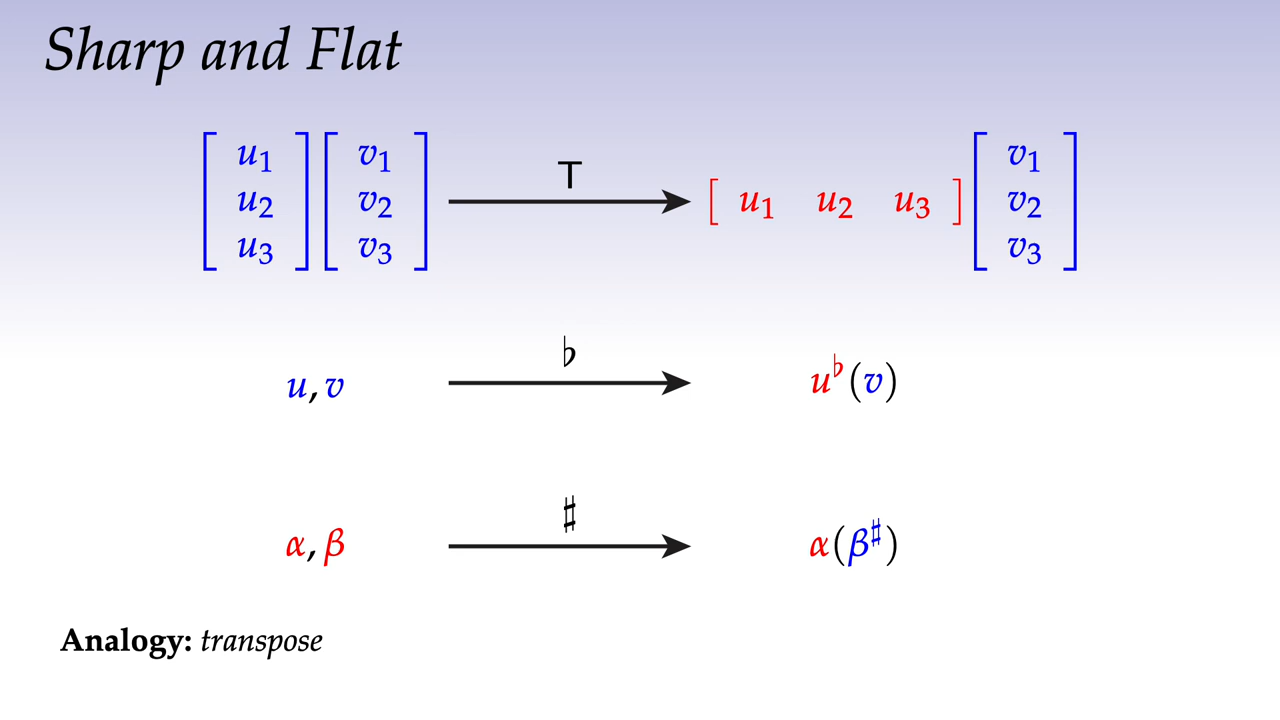 Sharp and Flat
[ u₁ u₂ u₃ ] [ v₁ v₂ v₃ ] T [ u₁ u₂ u₃ ] [ v₁ v₂ v₃ ]
u, v ♭ u♭(v)
α, β ♯ α(β♯)
Analogy: transpose